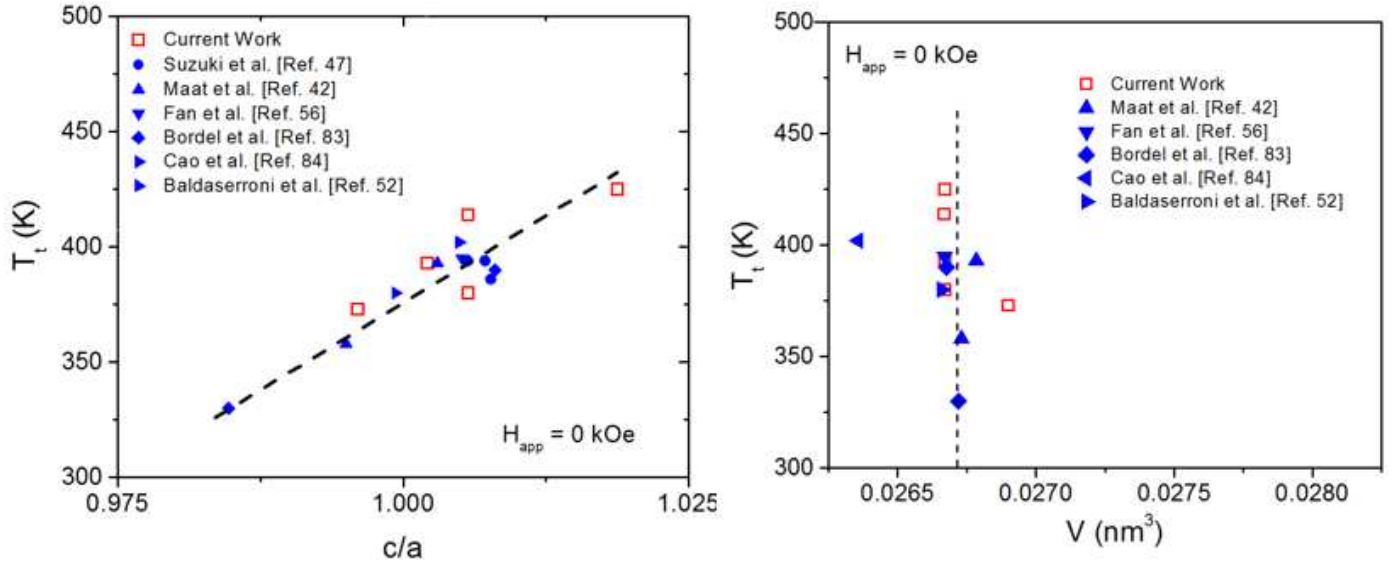 500
450
400
350
300
T_t (K)
Current Work
Suzuki et al. [Ref. 47]
Maat et al. [Ref. 42]
Fan et al. [Ref. 56]
Bordel et al. [Ref. 83]
Cao et al. [Ref. 84]
Baldaserroni et al. [Ref. 52]
H_app = 0 kOe
0.975 1.000 1.025
c/a
500
450
400
350
300
T_t (K)
H_app = 0 kOe
Current Work
Maat et al. [Ref. 42]
Fan et al. [Ref. 56]
Bordel et al. [Ref. 83]
Cao et al. [Ref. 84]
Baldaserroni et al. [Ref. 52]
0.0265 0.0270 0.0275 0.0280
V (nm³)